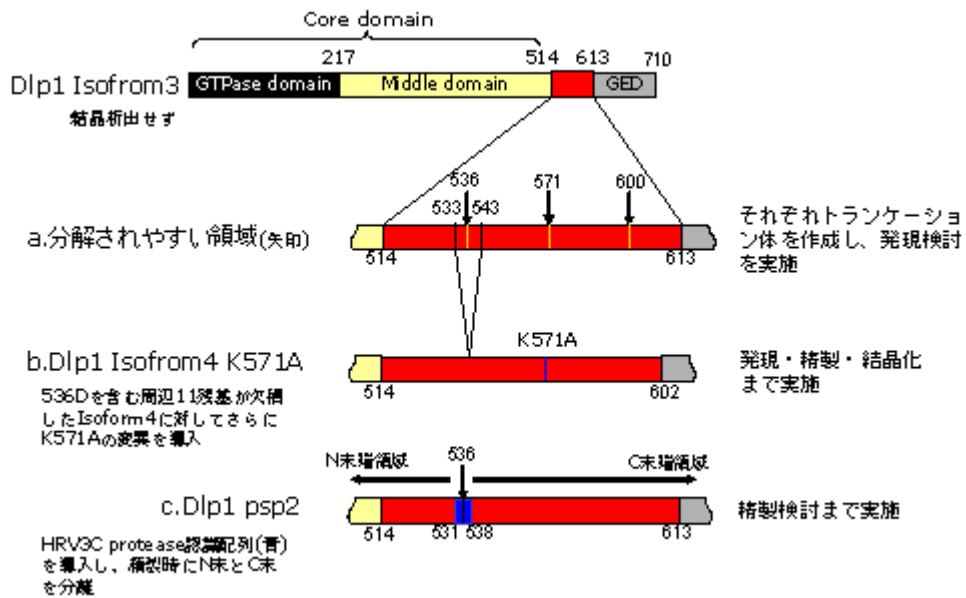 Core domain
217 514 613 710
Dlp1 Isofrom3 GTPase domain Middle domain GED
結晶析出せず
536 571 600
533 543
a.分解されやすい領域(矢印)
514 613
それぞれトランケーショ
ン体を作成し、発現検討
を実施
K571A
b.Dlp1 Isofrom4 K571A
514 602
発現・精製・結晶化
まで実施
536Dを含む周辺11残基が欠損
したIsoform4に対してさらに
K571Aの変異を導入
N末端領域 536 C末端領域
c.Dlp1 psp2
514 531 538 613
精製検討まで実施
HRV3C protease認識配列(青)
を導入し、精製時にN末とC末
を分離